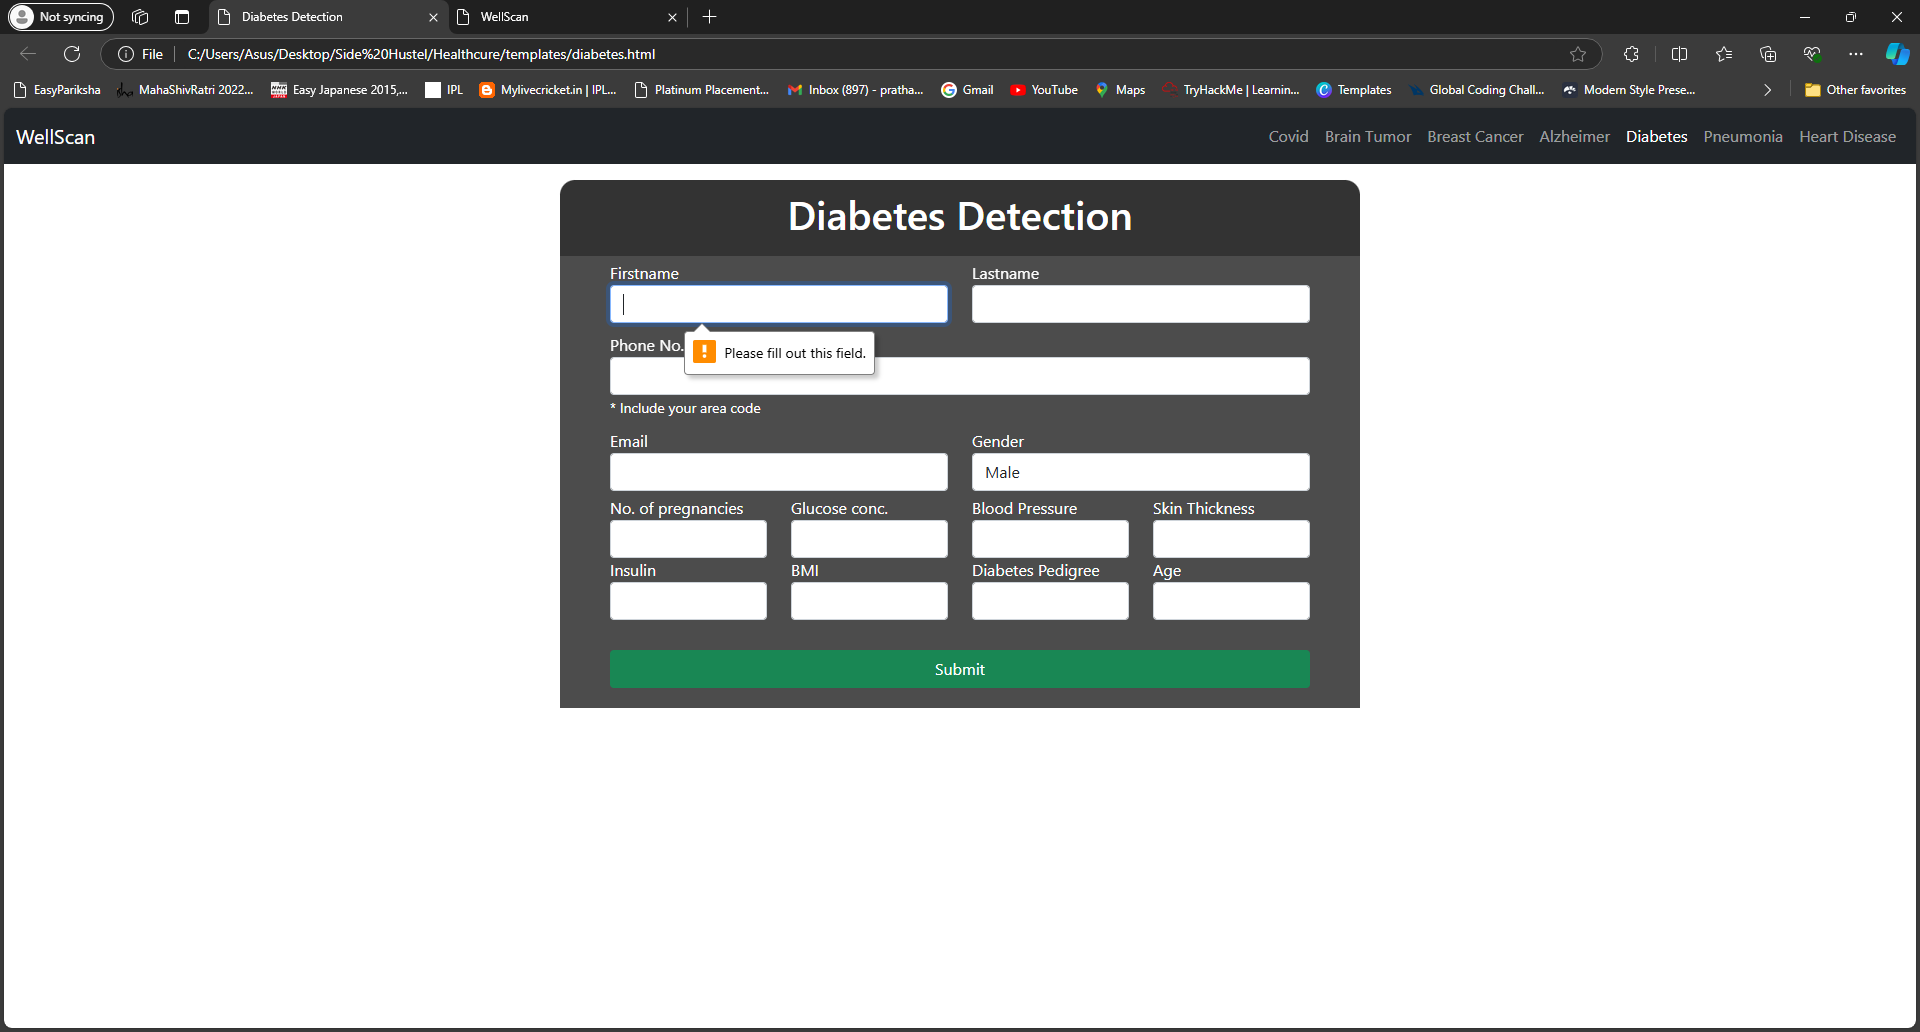 Not syncing
Diabetes Detection
WellScan
File
C:/Users/Asus/Desktop/Side%20Hustel/Healthcure/templates/diabetes.html
EasyPariksha
MahaShivRatri 2022...
Easy Japanese 2015,...
IPL
Mylivecricket.in | IPL...
Platinum Placement...
Inbox (897) - pratha...
Gmail
YouTube
Maps
TryHackMe | Learnin...
Templates
Global Coding Chall...
Modern Style Prese...
Other favorites
WellScan
Covid
Brain Tumor
Breast Cancer
Alzheimer
Diabetes
Pneumonia
Heart Disease
Diabetes Detection
Firstname
Lastname
Phone No.
Please fill out this field.
* Include your area code
Email
Gender
Male
No. of pregnancies
Glucose conc.
Blood Pressure
Skin Thickness
Insulin
BMI
Diabetes Pedigree
Age
Submit